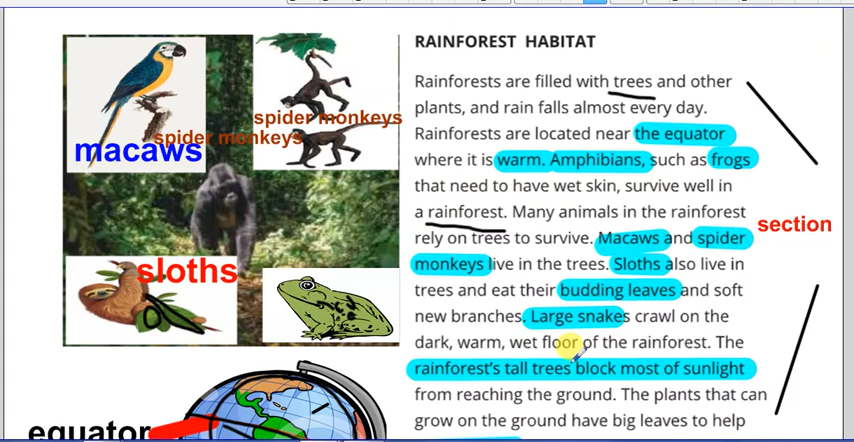 RAINFOREST HABITAT
Rainforests are filled with trees and other
plants, and rain falls almost every day.
Rainforests are located near the equator
where it is warm. Amphibians, such as frogs
that need to have wet skin, survive well in
a rainforest. Many animals in the rainforest
rely on trees to survive. Macaws and spider
monkeys live in the trees. Sloths also live in
trees and eat their budding leaves and soft
new branches. Large snakes crawl on the
dark, warm, wet floor of the rainforest. The
rainforest's tall trees block most of sunlight
from reaching the ground. The plants that can
grow on the ground have big leaves to help
section
spider monkeys
spider monkeys
macaws
sloths
equator